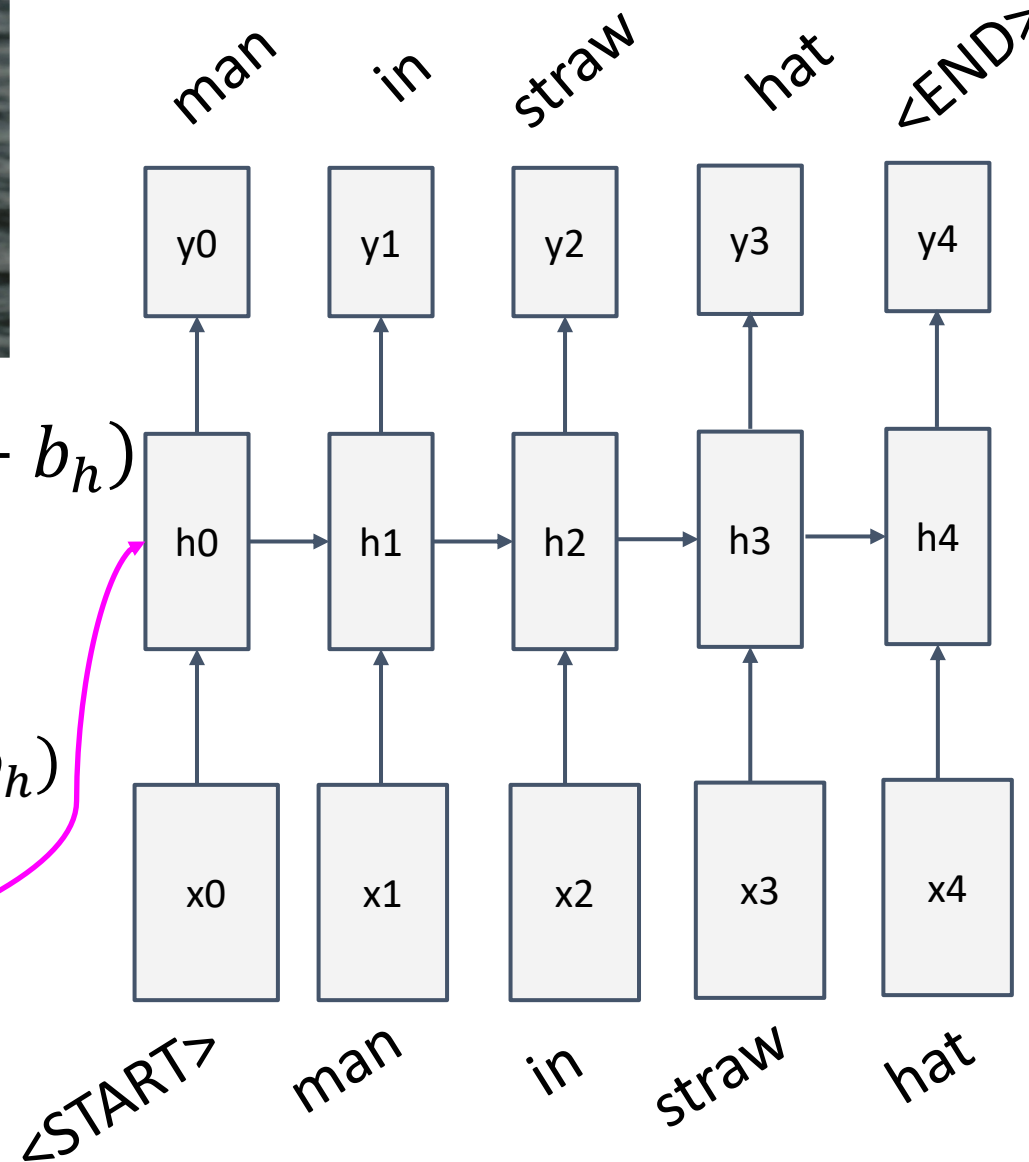 man in straw hat <END>
y0 y1 y2 y3 y4
b_h)
h0 h1 h2 h3 h4
h)
x0 x1 x2 x3 x4
<START> man in straw hat